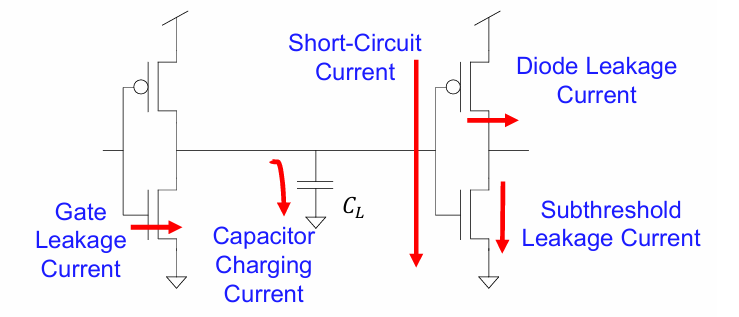 Short-Circuit
Current
Diode Leakage
Current
Gate
Leakage
Current
Capacitor
Charging
Current
C_L
Subthreshold
Leakage Current